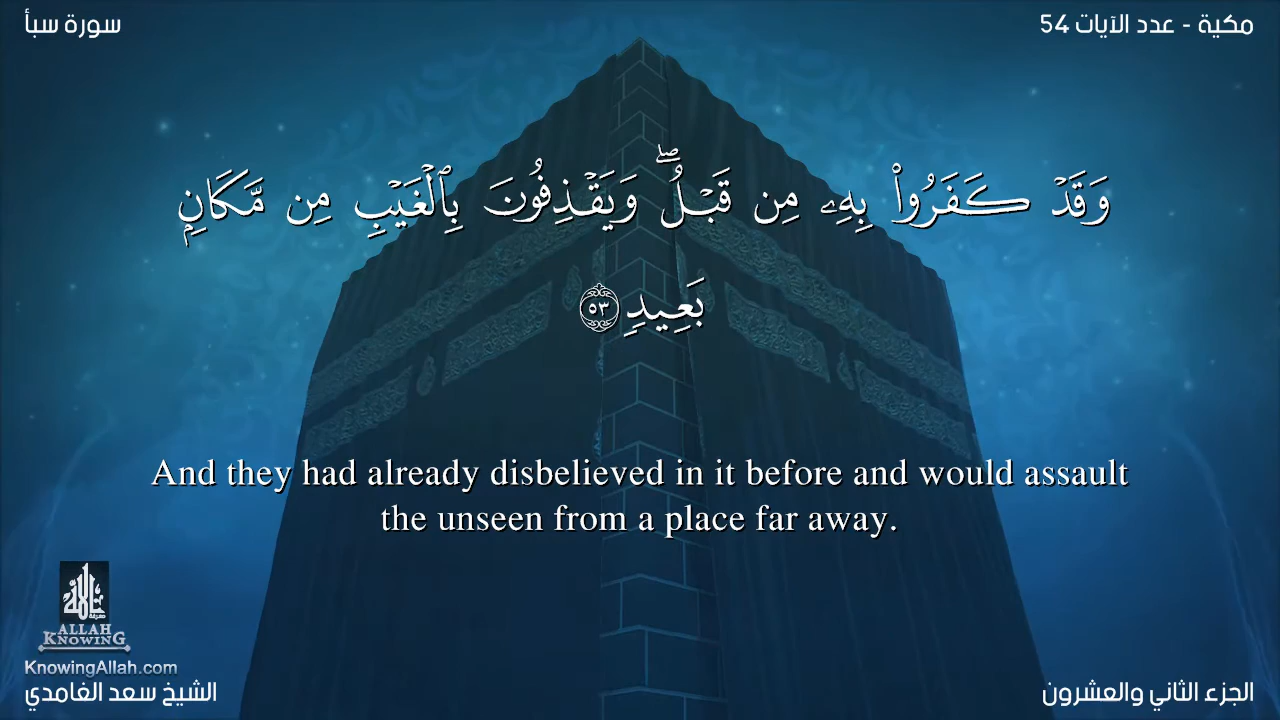 مكية - عدد الآيات 54
سورة سبأ
وَقَدْ كَفَرُوا۟ بِهِۦ مِن قَبْلُ ۖ وَيَقْذِفُونَ بِٱلْغَيْبِ مِن مَّكَانٍۭ
بَعِيدٍ ٥٣
And they had already disbelieved in it before and would assault
the unseen from a place far away.
ALLAH
KNOWING
KnowingAllah.com
الجزء الثاني والعشرون
الشيخ سعد الغامدي